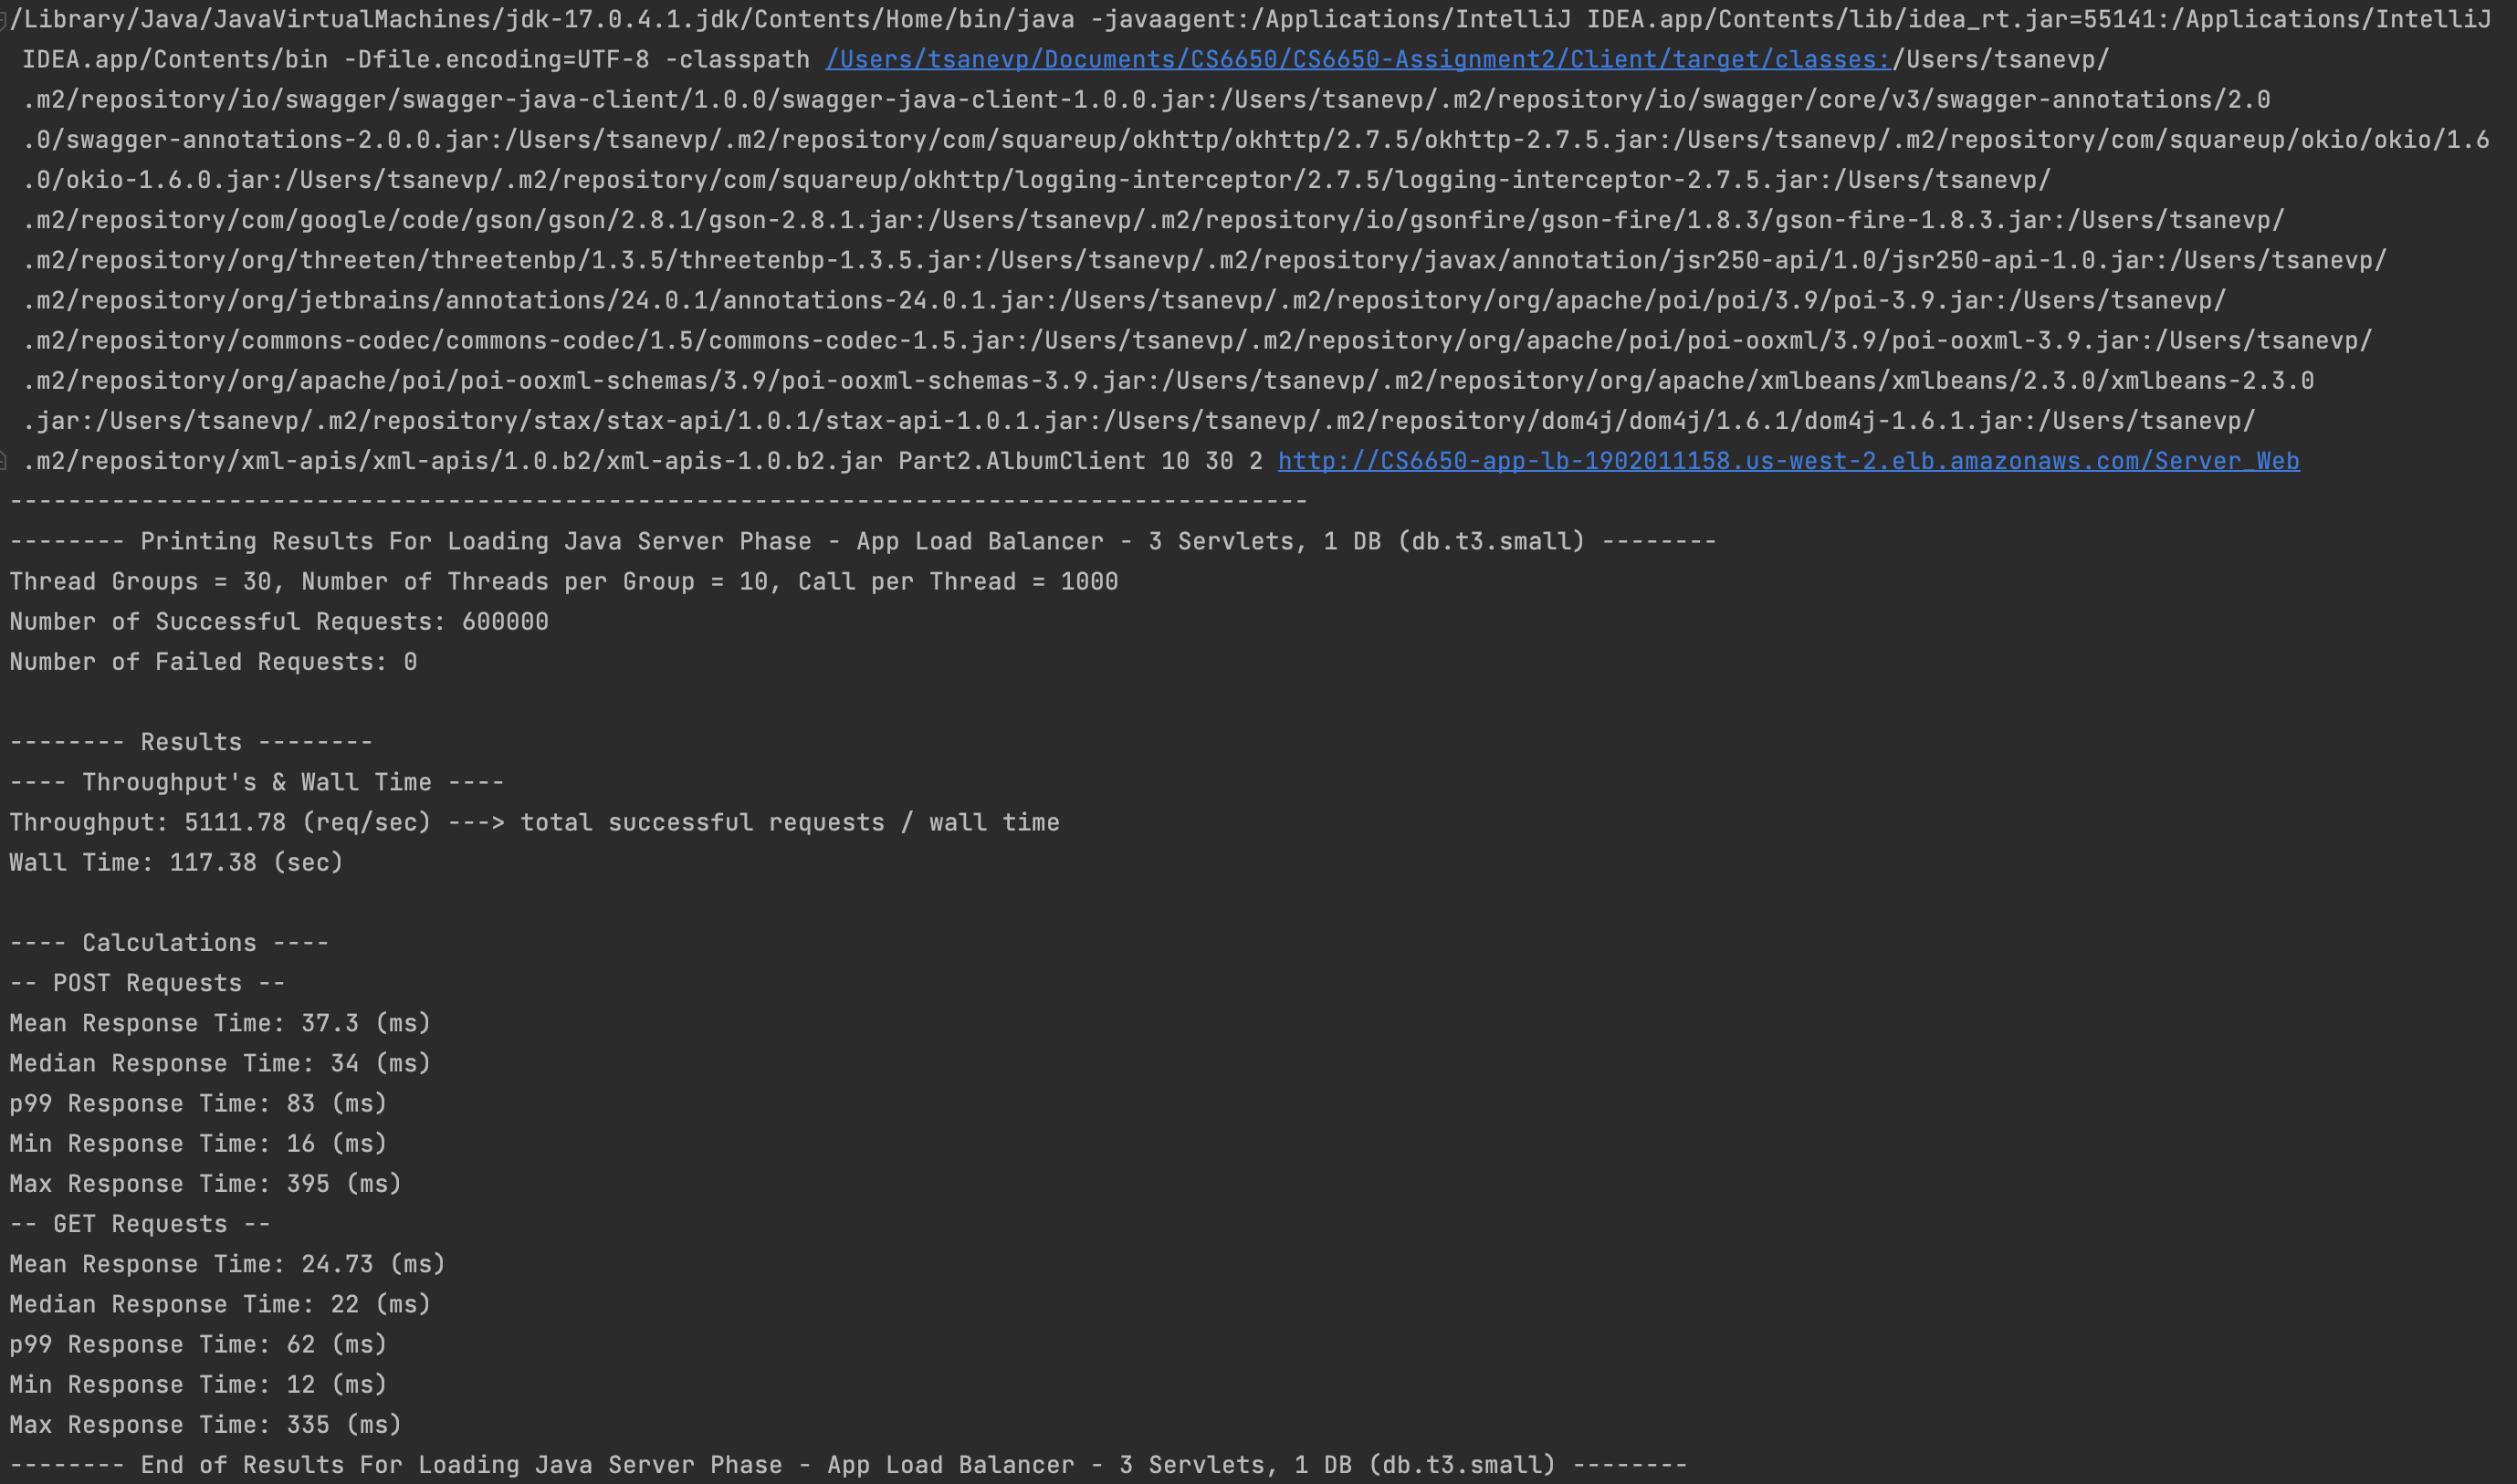 /Library/Java/JavaVirtualMachines/jdk-17.0.4.1.jdk/Contents/Home/bin/java -javaagent:/Applications/IntelliJ IDEA.app/Contents/lib/idea_rt.jar=55141:/Applications/IntelliJ
IDEA.app/Contents/bin -Dfile.encoding=UTF-8 -classpath /Users/tsanevp/Documents/CS6650/CS6650-Assignment2/Client/target/classes:/Users/tsanevp/
.m2/repository/io/swagger/swagger-java-client/1.0.0/swagger-java-client-1.0.0.jar:/Users/tsanevp/.m2/repository/io/swagger/core/v3/swagger-annotations/2.0
.0/swagger-annotations-2.0.0.jar:/Users/tsanevp/.m2/repository/com/squareup/okhttp/okhttp/2.7.5/okhttp-2.7.5.jar:/Users/tsanevp/.m2/repository/com/squareup/okio/okio/1.6
.0/okio-1.6.0.jar:/Users/tsanevp/.m2/repository/com/squareup/okhttp/logging-interceptor/2.7.5/logging-interceptor-2.7.5.jar:/Users/tsanevp/
.m2/repository/com/google/code/gson/gson/2.8.1/gson-2.8.1.jar:/Users/tsanevp/.m2/repository/io/gsonfire/gson-fire/1.8.3/gson-fire-1.8.3.jar:/Users/tsanevp/
.m2/repository/org/threeten/threetenbp/1.3.5/threetenbp-1.3.5.jar:/Users/tsanevp/.m2/repository/javax/annotation/jsr250-api/1.0/jsr250-api-1.0.jar:/Users/tsanevp/
.m2/repository/org/jetbrains/annotations/24.0.1/annotations-24.0.1.jar:/Users/tsanevp/.m2/repository/org/apache/poi/poi/3.9/poi-3.9.jar:/Users/tsanevp/
.m2/repository/commons-codec/commons-codec/1.5/commons-codec-1.5.jar:/Users/tsanevp/.m2/repository/org/apache/poi/poi-ooxml/3.9/poi-ooxml-3.9.jar:/Users/tsanevp/
.m2/repository/org/apache/poi/poi-ooxml-schemas/3.9/poi-ooxml-schemas-3.9.jar:/Users/tsanevp/.m2/repository/org/apache/xmlbeans/xmlbeans/2.3.0/xmlbeans-2.3.0
.jar:/Users/tsanevp/.m2/repository/stax/stax-api/1.0.1/stax-api-1.0.1.jar:/Users/tsanevp/.m2/repository/dom4j/dom4j/1.6.1/dom4j-1.6.1.jar:/Users/tsanevp/
.m2/repository/xml-apis/xml-apis/1.0.b2/xml-apis-1.0.b2.jar Part2.AlbumClient 10 30 2 http://CS6650-app-lb-1902011158.us-west-2.elb.amazonaws.com/Server_Web
-----------------------------------------------------------------------------------------
-------- Printing Results For Loading Java Server Phase - App Load Balancer - 3 Servlets, 1 DB (db.t3.small) --------
Thread Groups = 30, Number of Threads per Group = 10, Call per Thread = 1000
Number of Successful Requests: 600000
Number of Failed Requests: 0
-------- Results --------
---- Throughput's & Wall Time ----
Throughput: 5111.78 (req/sec) ---> total successful requests / wall time
Wall Time: 117.38 (sec)
---- Calculations ----
-- POST Requests --
Mean Response Time: 37.3 (ms)
Median Response Time: 34 (ms)
p99 Response Time: 83 (ms)
Min Response Time: 16 (ms)
Max Response Time: 395 (ms)
-- GET Requests --
Mean Response Time: 24.73 (ms)
Median Response Time: 22 (ms)
p99 Response Time: 62 (ms)
Min Response Time: 12 (ms)
Max Response Time: 335 (ms)
-------- End of Results For Loading Java Server Phase - App Load Balancer - 3 Servlets, 1 DB (db.t3.small) --------